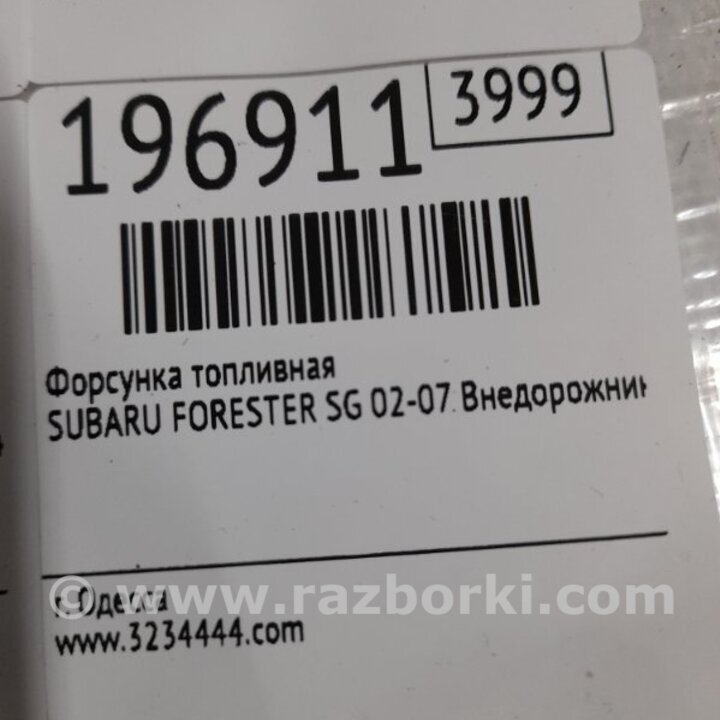 196911 3999
Форсунка топливная
SUBARU FORESTER SG 02-07 Внедорожник
© www.razborki.com
г. Одесса
www.3234444.com